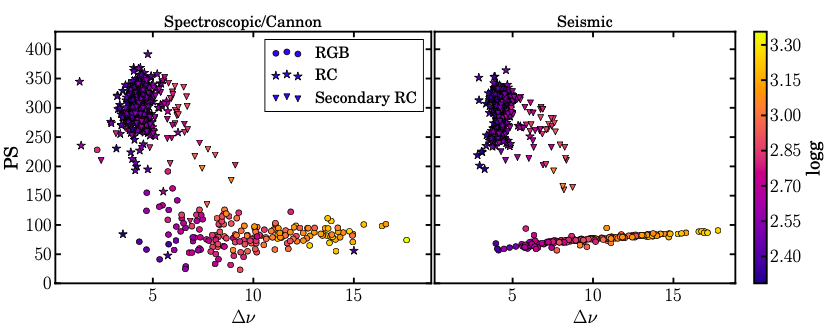 Spectroscopic/Cannon Seismic
RGB
RC
Secondary RC
PS
400
350
300
250
200
150
100
50
0
5 10 15
Δν
5 10 15
Δν
3.30
3.15
3.00
2.85
2.70
2.55
2.40
logg